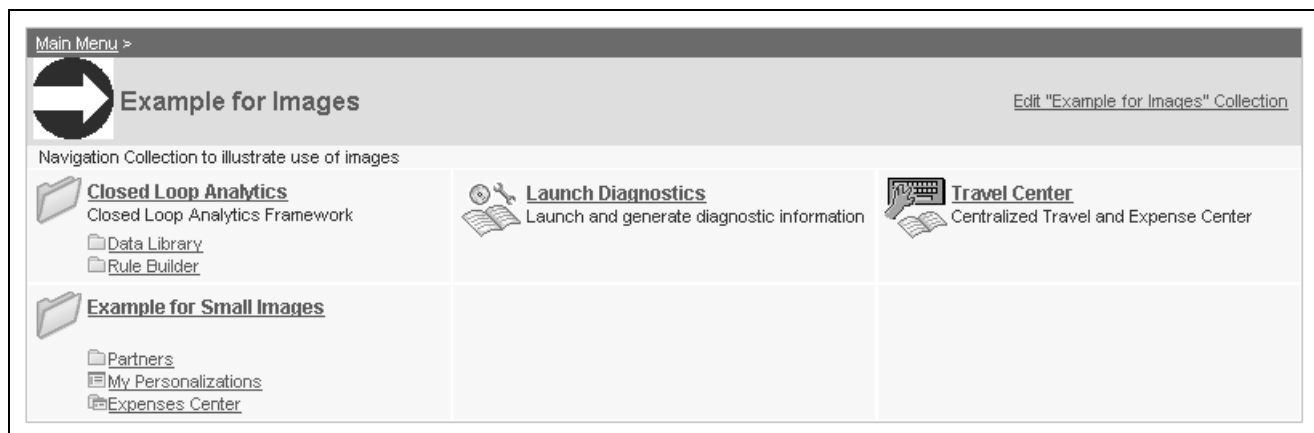 Main Menu >
Example for Images
Edit "Example for Images" Collection
Navigation Collection to illustrate use of images
Closed Loop Analytics
Closed Loop Analytics Framework
Data Library
Rule Builder
Launch Diagnostics
Launch and generate diagnostic information
Travel Center
Centralized Travel and Expense Center
Example for Small Images
Partners
My Personalizations
Expenses Center